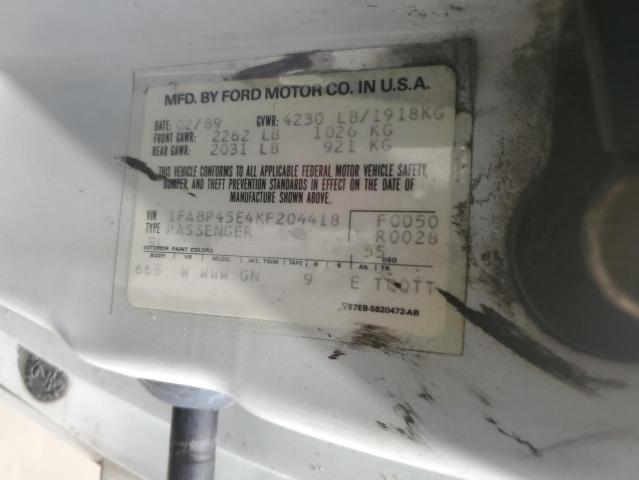 MFD. BY FORD MOTOR CO. IN U.S.A.
DATE: 02/89 GVWR: 4230 LB/1918KG
FRONT GAWR: 2262 LB 1026 KG
REAR GAWR: 2031 LB 921 KG
THIS VEHICLE CONFORMS TO ALL APPLICABLE FEDERAL MOTOR VEHICLE SAFETY,
BUMPER, AND THEFT PREVENTION STANDARDS IN EFFECT ON THE DATE OF
MANUFACTURE SHOWN ABOVE.
VIN 1FABP45E4KF204418 F0050
TYPE PASSENGER R0028
55
EXTERIOR PAINT COLORS DSO
BODY VR MLDG. INT. TRIM TAPE R S AX TR
66B W WWW GN 9 E
E7EB-5820472-AB